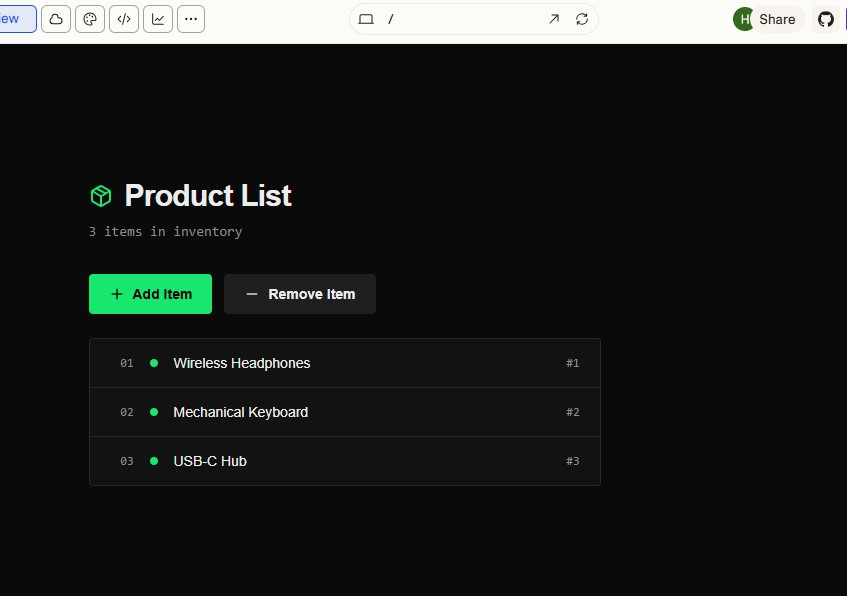 iew
/
H
Share
Product List
3 items in inventory
+ Add Item
− Remove Item
01 Wireless Headphones #1
02 Mechanical Keyboard #2
03 USB-C Hub #3